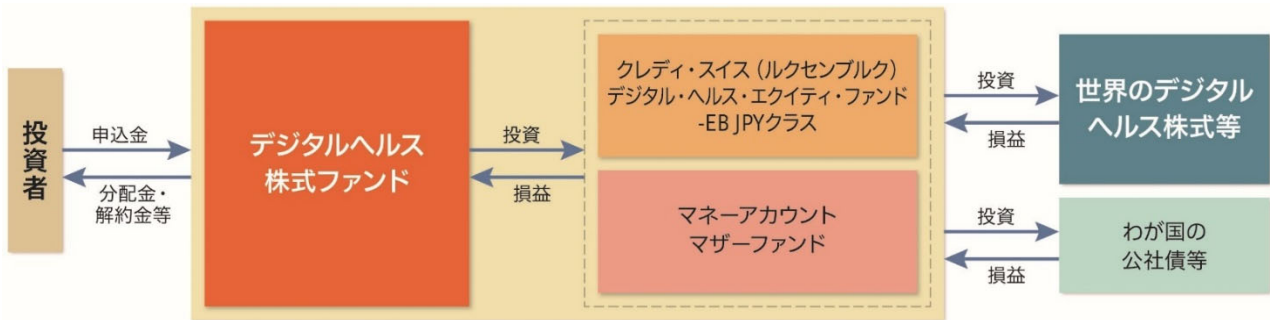 投資者
申込金
分配金・
解約金等
デジタルヘルス
株式ファンド
投資
損益
クレディ・スイス（ルクセンブルク）
デジタル・ヘルス・エクイティ・ファンド
-EB JPYクラス
マネーアカウント
マザーファンド
投資
損益
世界のデジタル
ヘルス株式等
投資
損益
わが国の
公社債等